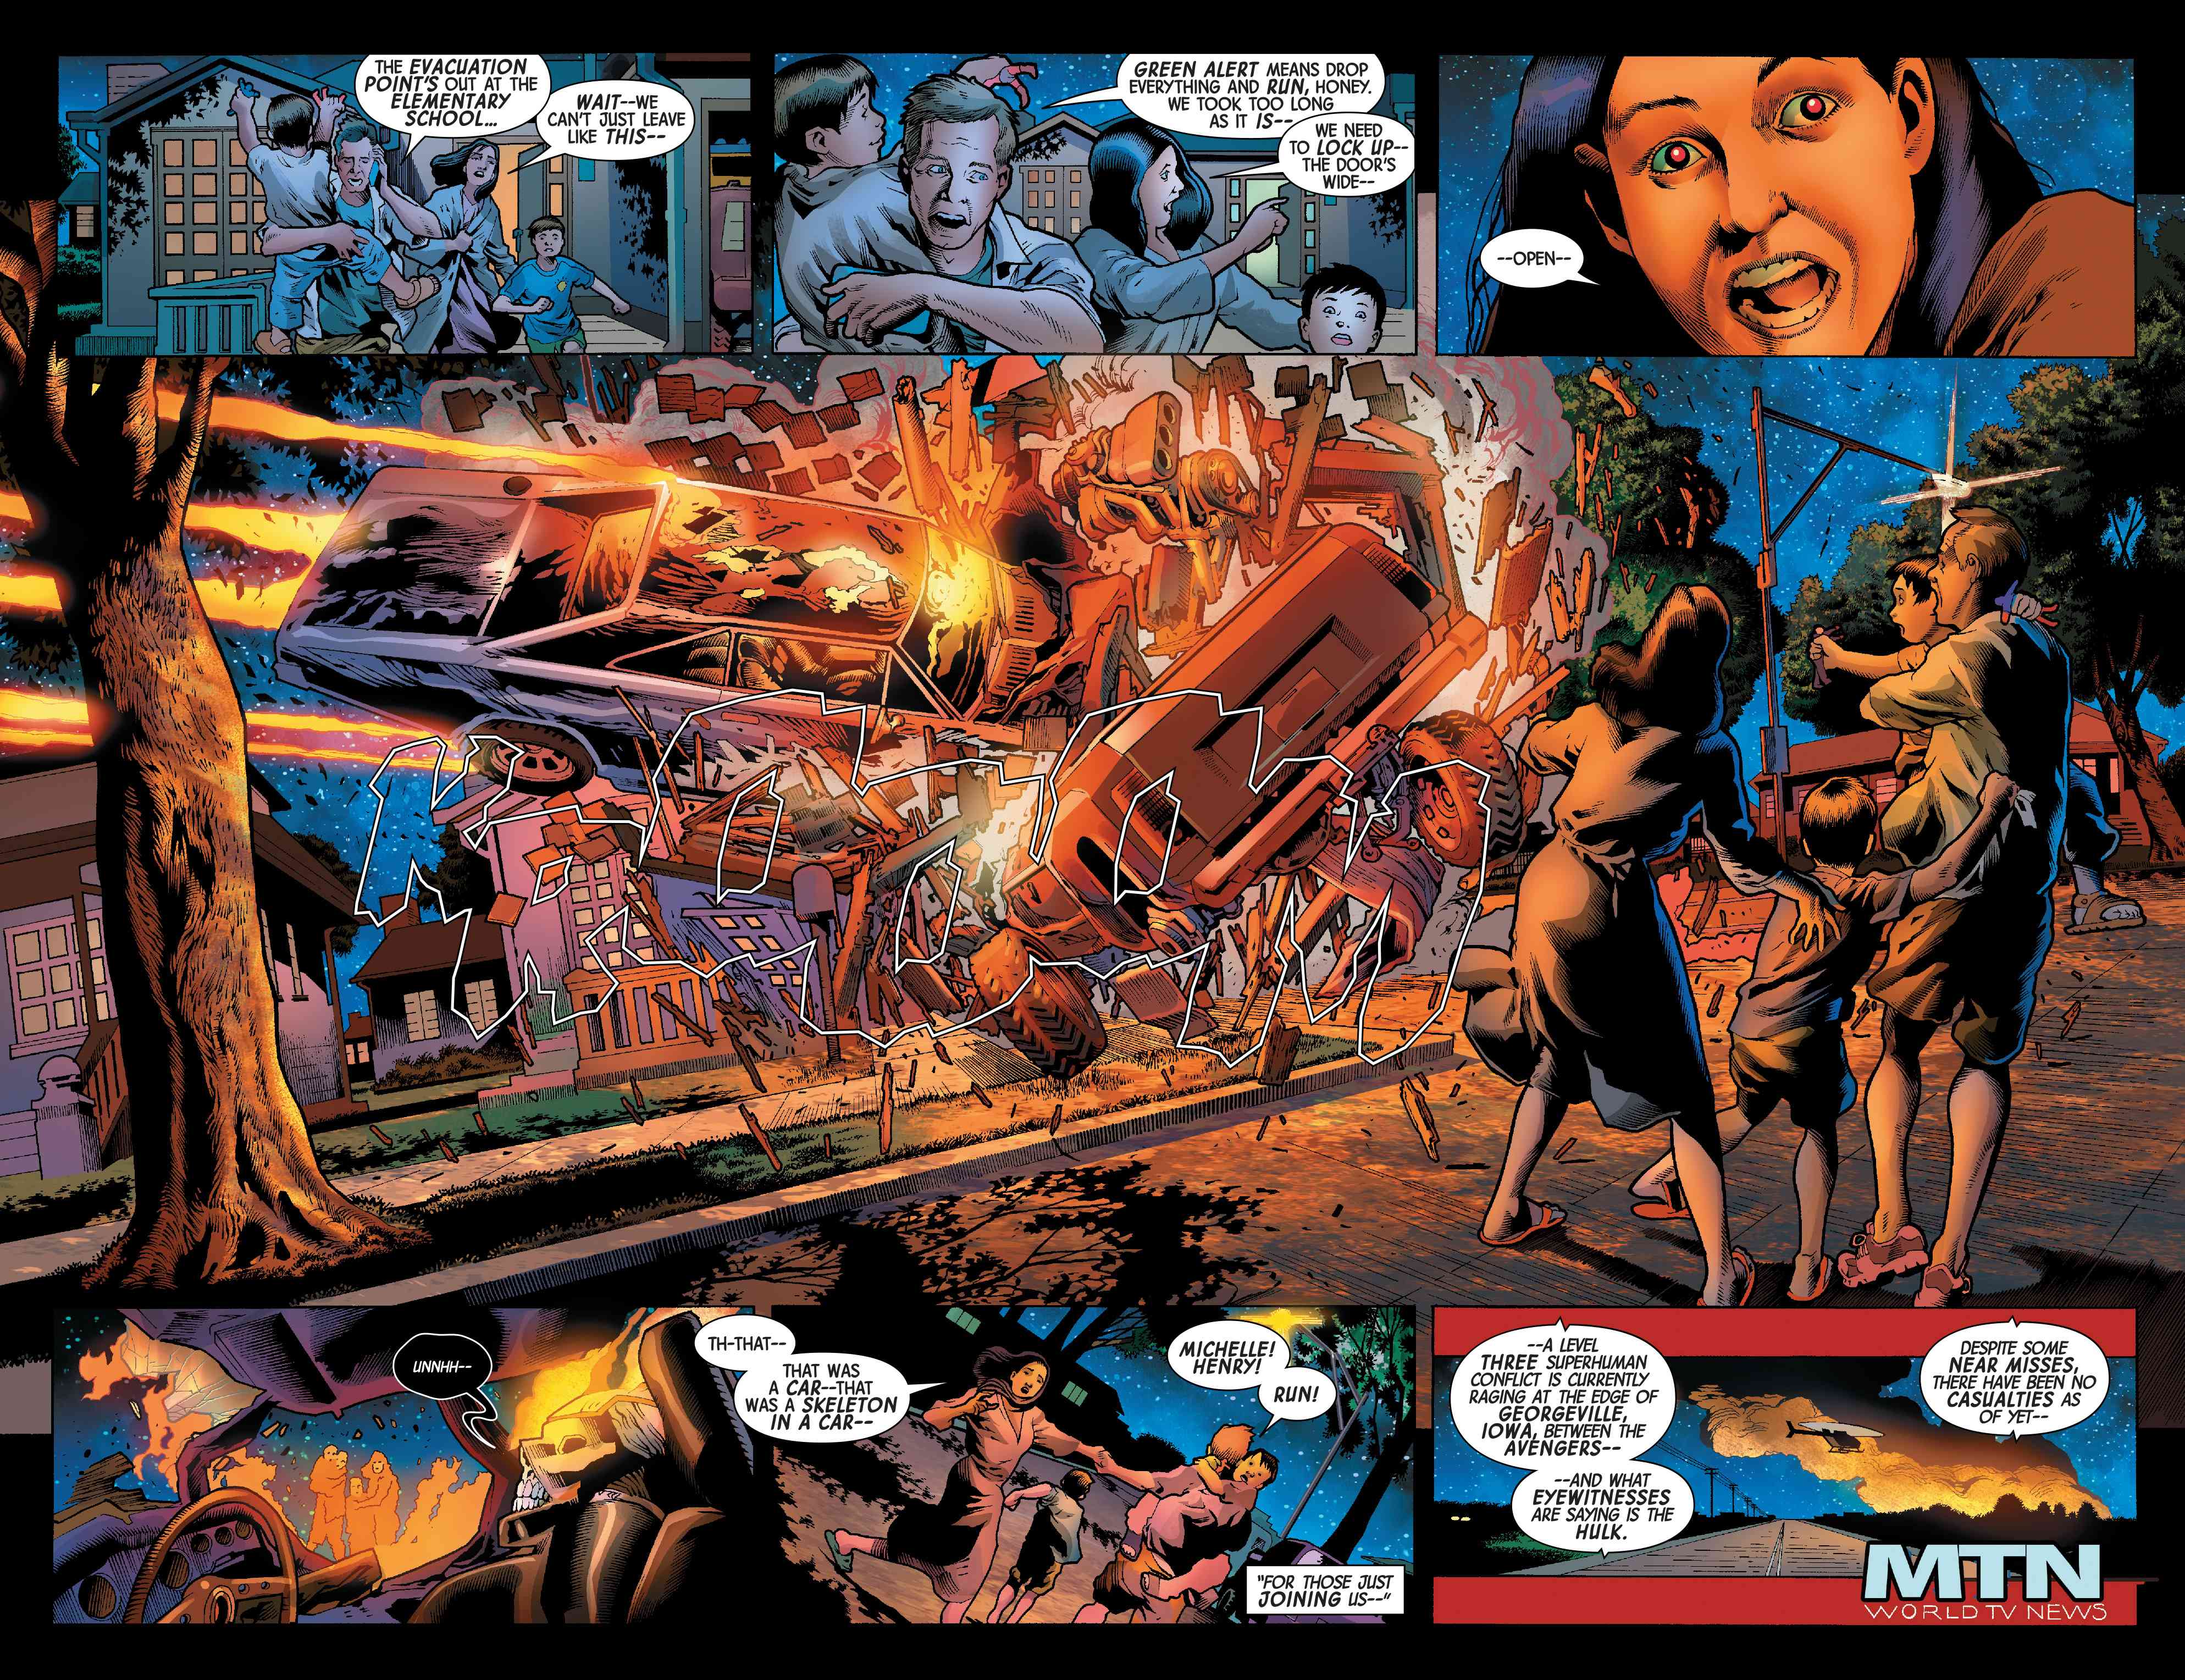 THE EVACUATION
POINT'S OUT AT THE
ELEMENTARY
SCHOOL...
WAIT--WE
CAN'T JUST LEAVE
LIKE THIS--
GREEN ALERT MEANS DROP
EVERYTHING AND RUN, HONEY.
WE TOOK TOO LONG
AS IT IS--
WE NEED
TO LOCK UP--
THE DOOR'S
WIDE--
--OPEN--
KA-BOOOM
UNNHH--
TH-THAT--
THAT WAS
A CAR--THAT
WAS A SKELETON
IN A CAR--
MICHELLE!
HENRY!
RUN!
"FOR THOSE JUST
JOINING US--"
--A LEVEL
THREE SUPERHUMAN
CONFLICT IS CURRENTLY
RAGING AT THE EDGE OF
GEORGEVILLE,
IOWA, BETWEEN THE
AVENGERS--
--AND WHAT
EYEWITNESSES
ARE SAYING IS THE
HULK.
DESPITE SOME
NEAR MISSES,
THERE HAVE BEEN NO
CASUALTIES AS
OF YET--
MTN
WORLD TV NEWS